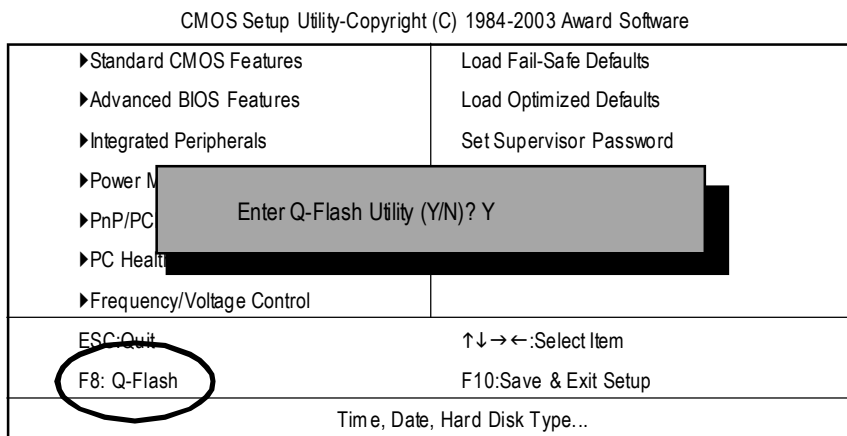 CMOS Setup Utility-Copyright (C) 1984-2003 Award Software
▶Standard CMOS Features Load Fail-Safe Defaults
▶Advanced BIOS Features Load Optimized Defaults
▶Integrated Peripherals Set Supervisor Password
▶Power
▶PnP/PC
▶PC
Enter Q-Flash Utility (Y/N)? Y
▶Frequency/Voltage Control
ESC:Quit ↑↓→←:Select Item
F8: Q-Flash F10:Save & Exit Setup
Time, Date, Hard Disk Type...